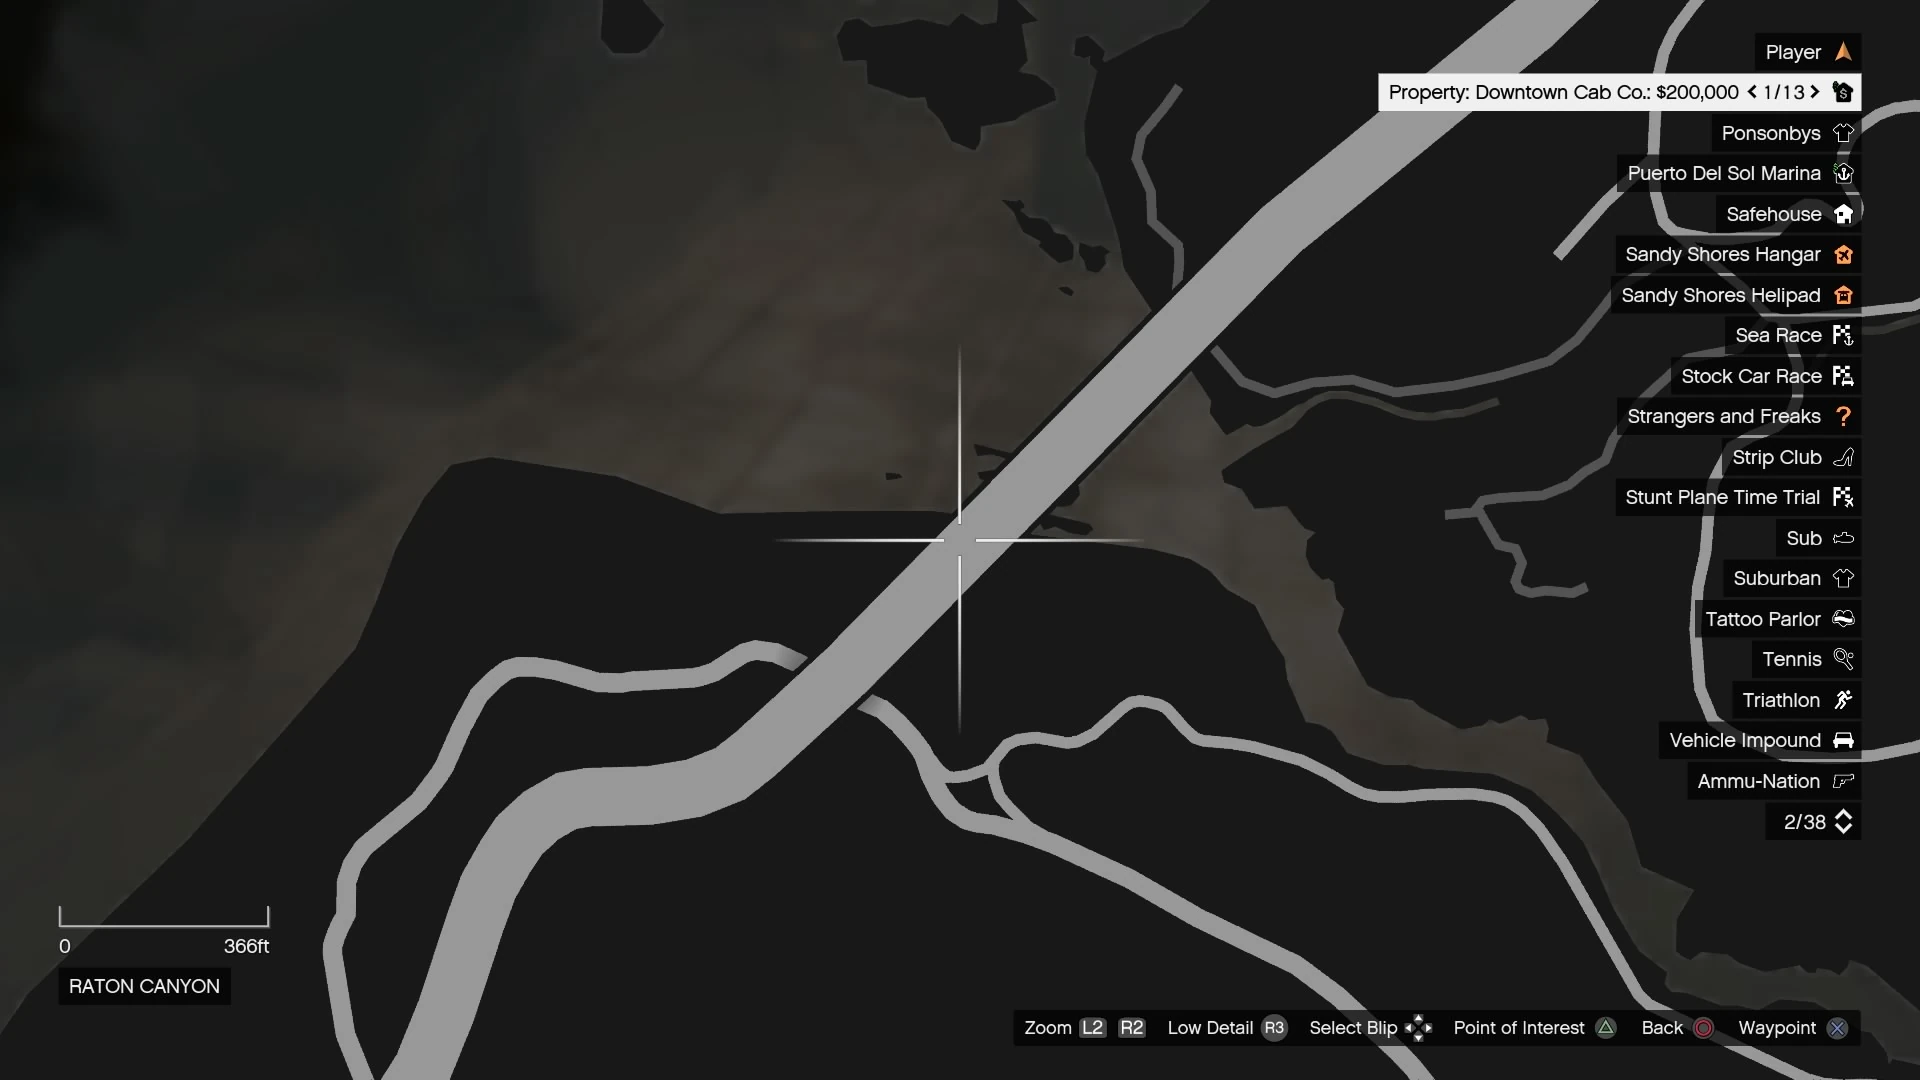 Player
Property: Downtown Cab Co.: $200,000 < 1/13 >
Ponsonbys
Puerto Del Sol Marina
Safehouse
Sandy Shores Hangar
Sandy Shores Helipad
Sea Race
Stock Car Race
Strangers and Freaks ?
Strip Club
Stunt Plane Time Trial
Sub
Suburban
Tattoo Parlor
Tennis
Triathlon
Vehicle Impound
Ammu-Nation
2/38
0 366ft
RATON CANYON
Zoom L2 R2 Low Detail R3 Select Blip Point of Interest Back Waypoint